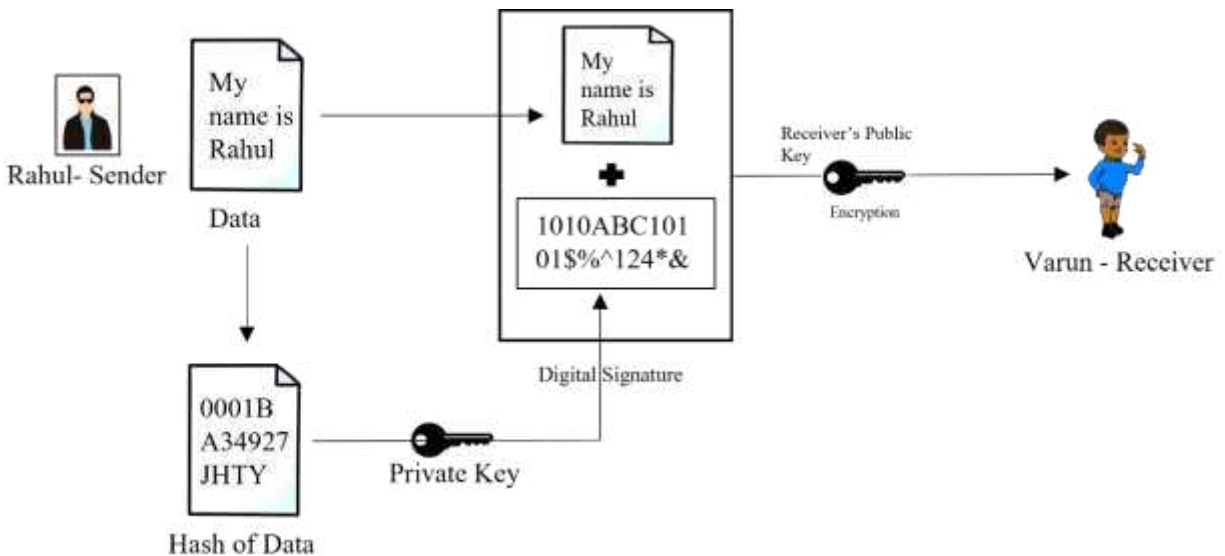 My
name is
Rahul
Rahul- Sender
Data
My
name is
Rahul
1010ABC101
01$%^124*&
Digital Signature
Receiver's Public
Key
Encryption
Varun - Receiver
0001B
A34927
JHTY
Private Key
Hash of Data